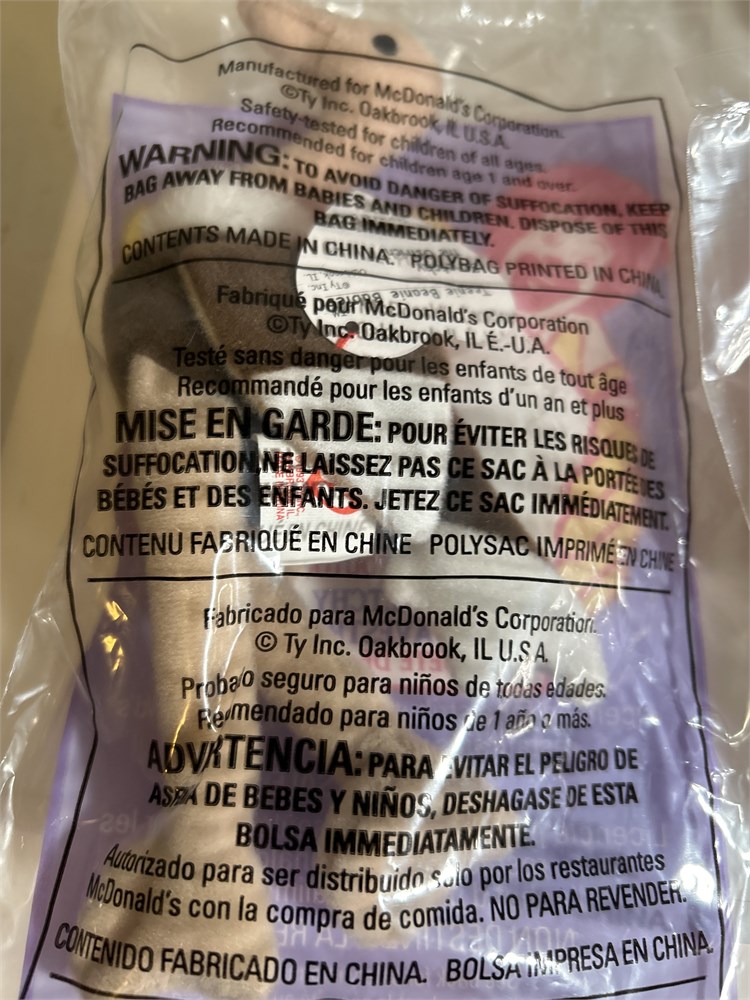 Manufactured for McDonald's Corporation.
©Ty Inc. Oakbrook, IL U.S.A.
Safety-tested for children of all ages.
Recommended for children age 1 and over.
WARNING: TO AVOID DANGER OF SUFFOCATION, KEEP
BAG AWAY FROM BABIES AND CHILDREN. DISPOSE OF THIS
BAG IMMEDIATELY.
CONTENTS MADE IN CHINA. POLYBAG PRINTED IN CHINA
Fabriqué pour McDonald's Corporation
©Ty Inc. Oakbrook, IL É.-U.A.
Testé sans danger pour les enfants de tout âge
Recommandé pour les enfants d'un an et plus
MISE EN GARDE: POUR ÉVITER LES RISQUES DE
SUFFOCATION, NE LAISSEZ PAS CE SAC À LA PORTÉE DES
BÉBÉS ET DES ENFANTS. JETEZ CE SAC IMMÉDIATEMENT.
CONTENU FABRIQUÉ EN CHINE POLYSAC IMPRIMÉ EN CHINE
Fabricado para McDonald's Corporation.
© Ty Inc. Oakbrook, IL U.S.A.
Probado seguro para niños de todas edades.
para niños de 1 año o más.
PARA EVITAR EL PELIGRO DE
DE BEBES Y NIÑOS, DESHAGASE DE ESTA
BOLSA IMMEDIATAMENTE.
Autorizado para ser distribuido solo por los restaurantes
McDonald's con la compra de comida. NO PARA REVENDER.
CONTENIDO FABRICADO EN CHINA. BOLSA IMPRESA EN CHINA.